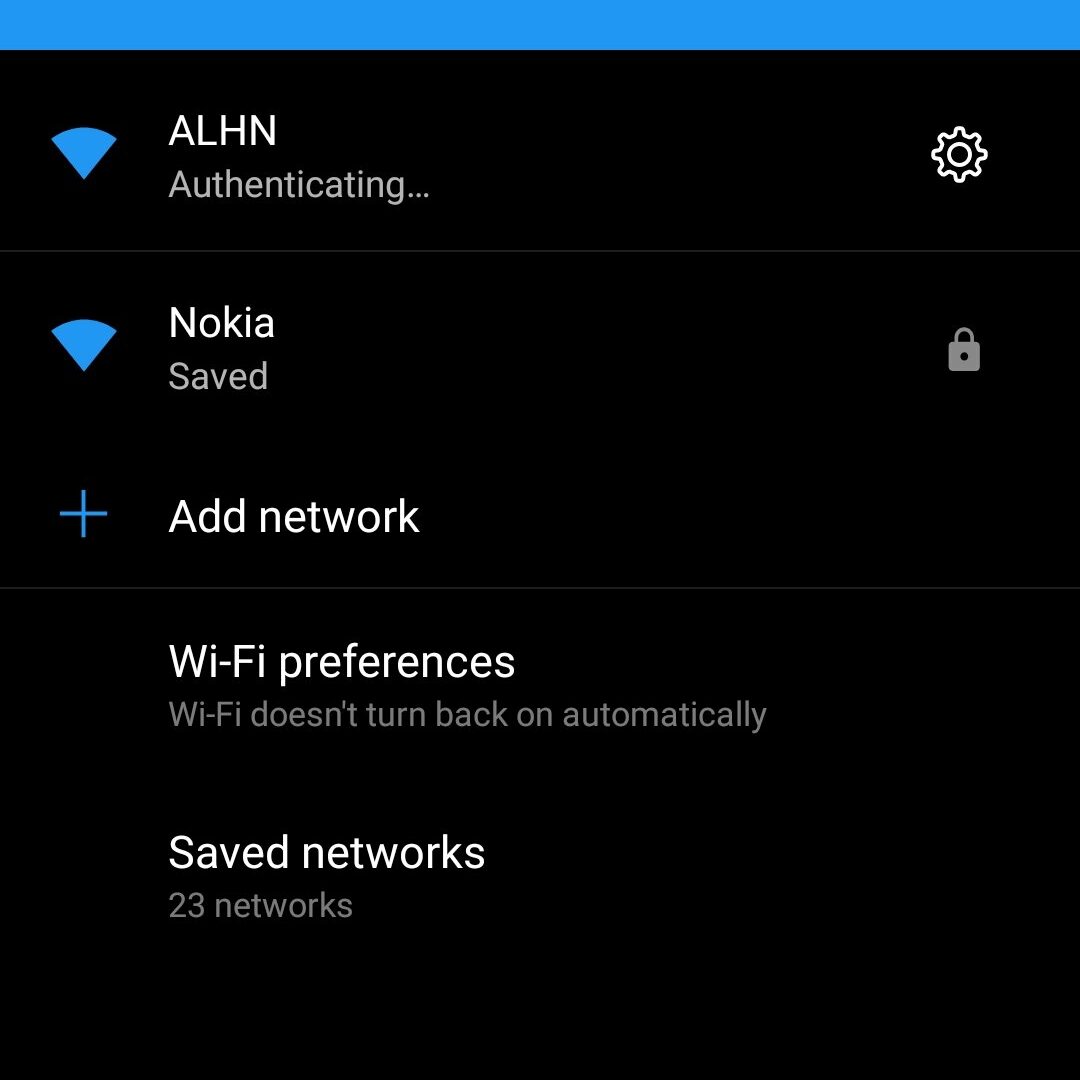 ALHN
Authenticating...
Nokia
Saved
Add network
Wi-Fi preferences
Wi-Fi doesn't turn back on automatically
Saved networks
23 networks